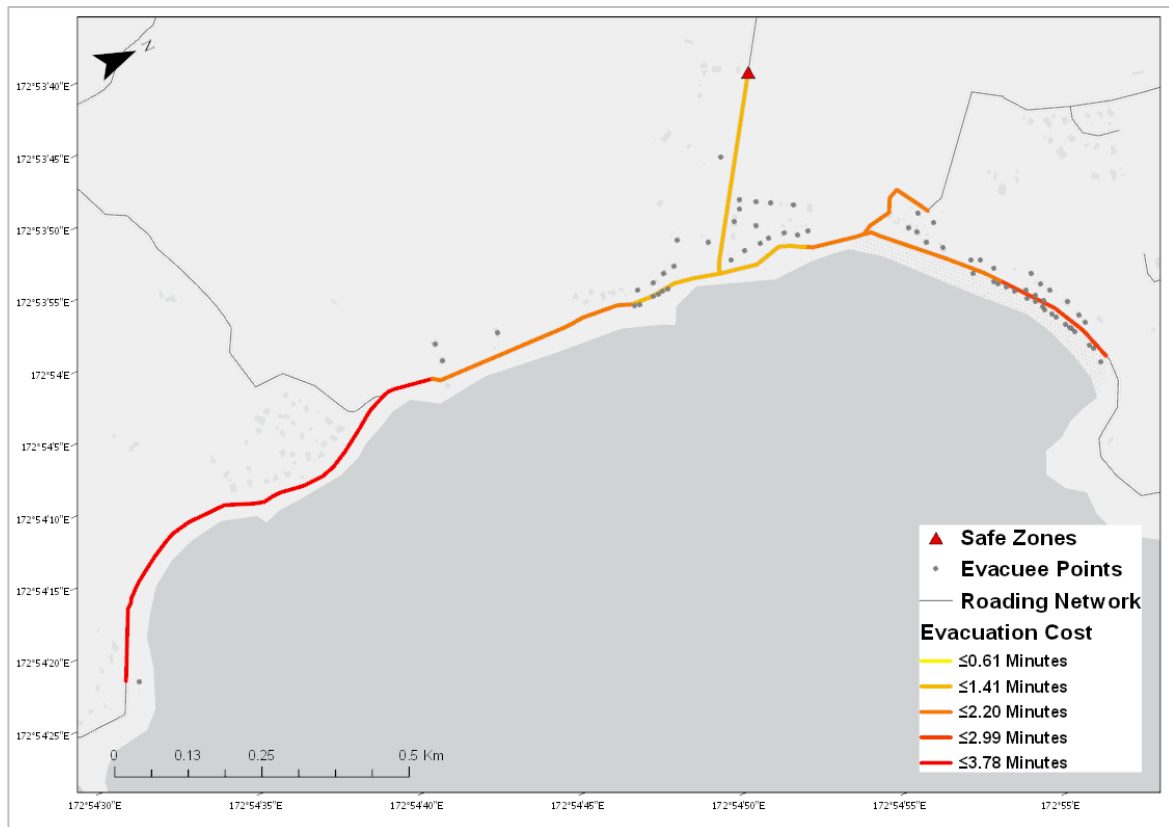 N
172°53'40"E
172°53'45"E
172°53'50"E
172°53'55"E
172°54'E
172°54'5"E
172°54'10"E
172°54'15"E
172°54'20"E
172°54'25"E
Safe Zones
Evacuee Points
Roading Network
Evacuation Cost
≤0.61 Minutes
≤1.41 Minutes
≤2.20 Minutes
≤2.99 Minutes
≤3.78 Minutes
0 0.13 0.25 0.5 Km
172°54'30"E 172°54'35"E 172°54'40"E 172°54'45"E 172°54'50"E 172°54'55"E 172°55'E